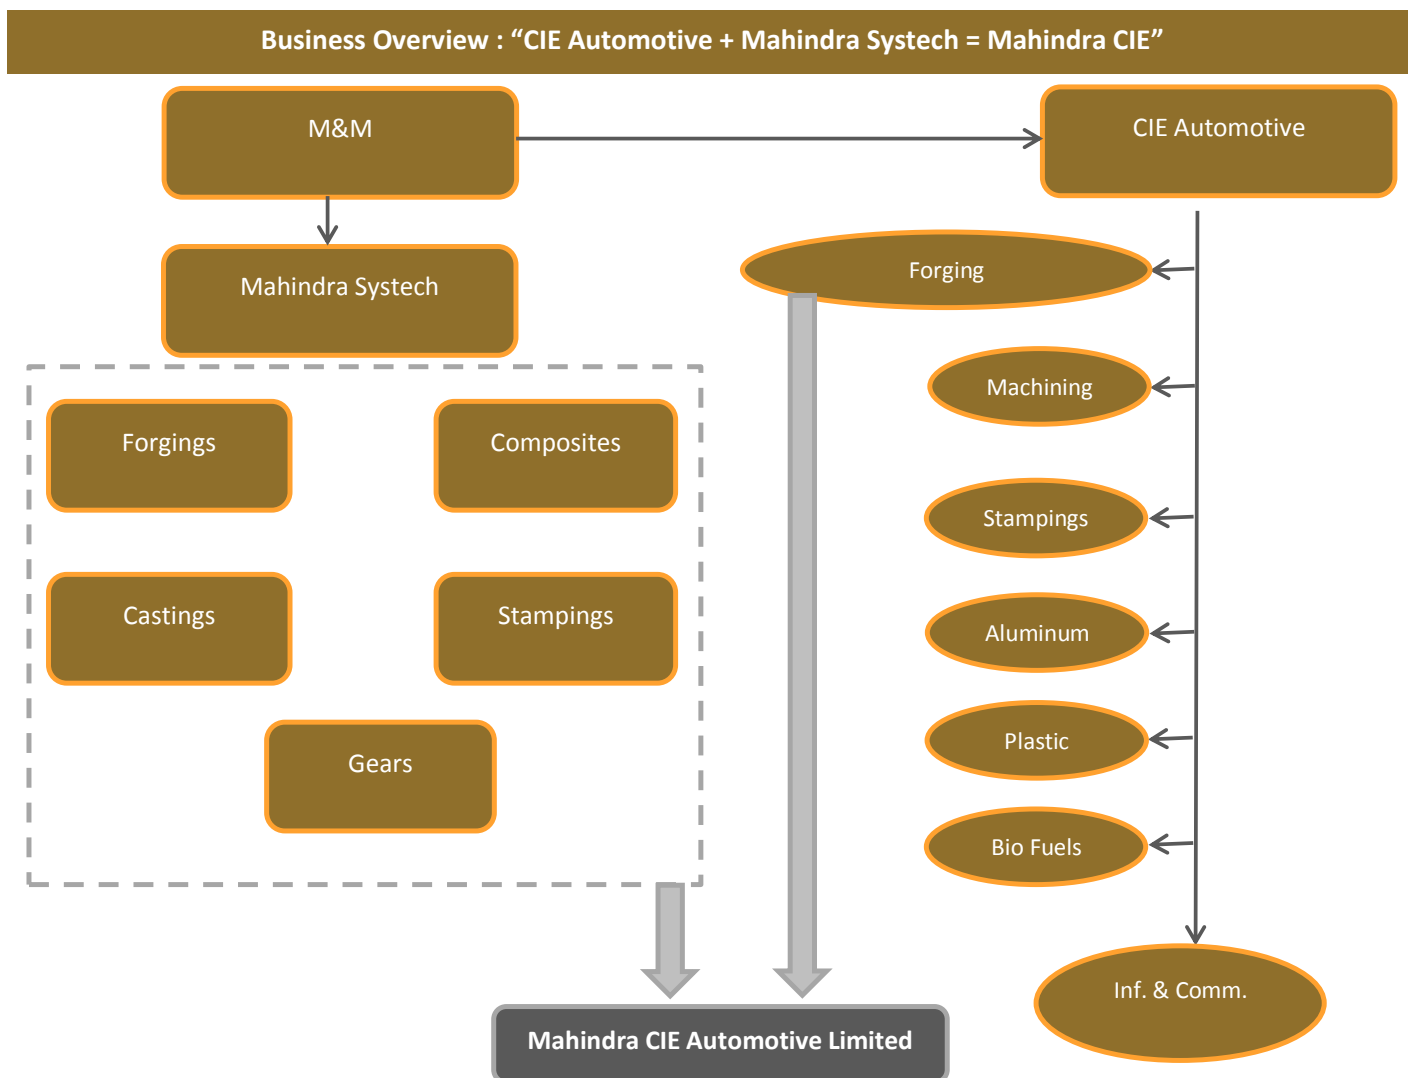 Business Overview : “CIE Automotive + Mahindra Systech = Mahindra CIE”
M&M
CIE Automotive
Mahindra Systech
Forging
Machining
Forgings
Composites
Stampings
Castings
Stampings
Aluminum
Gears
Plastic
Bio Fuels
Inf. & Comm.
Mahindra CIE Automotive Limited